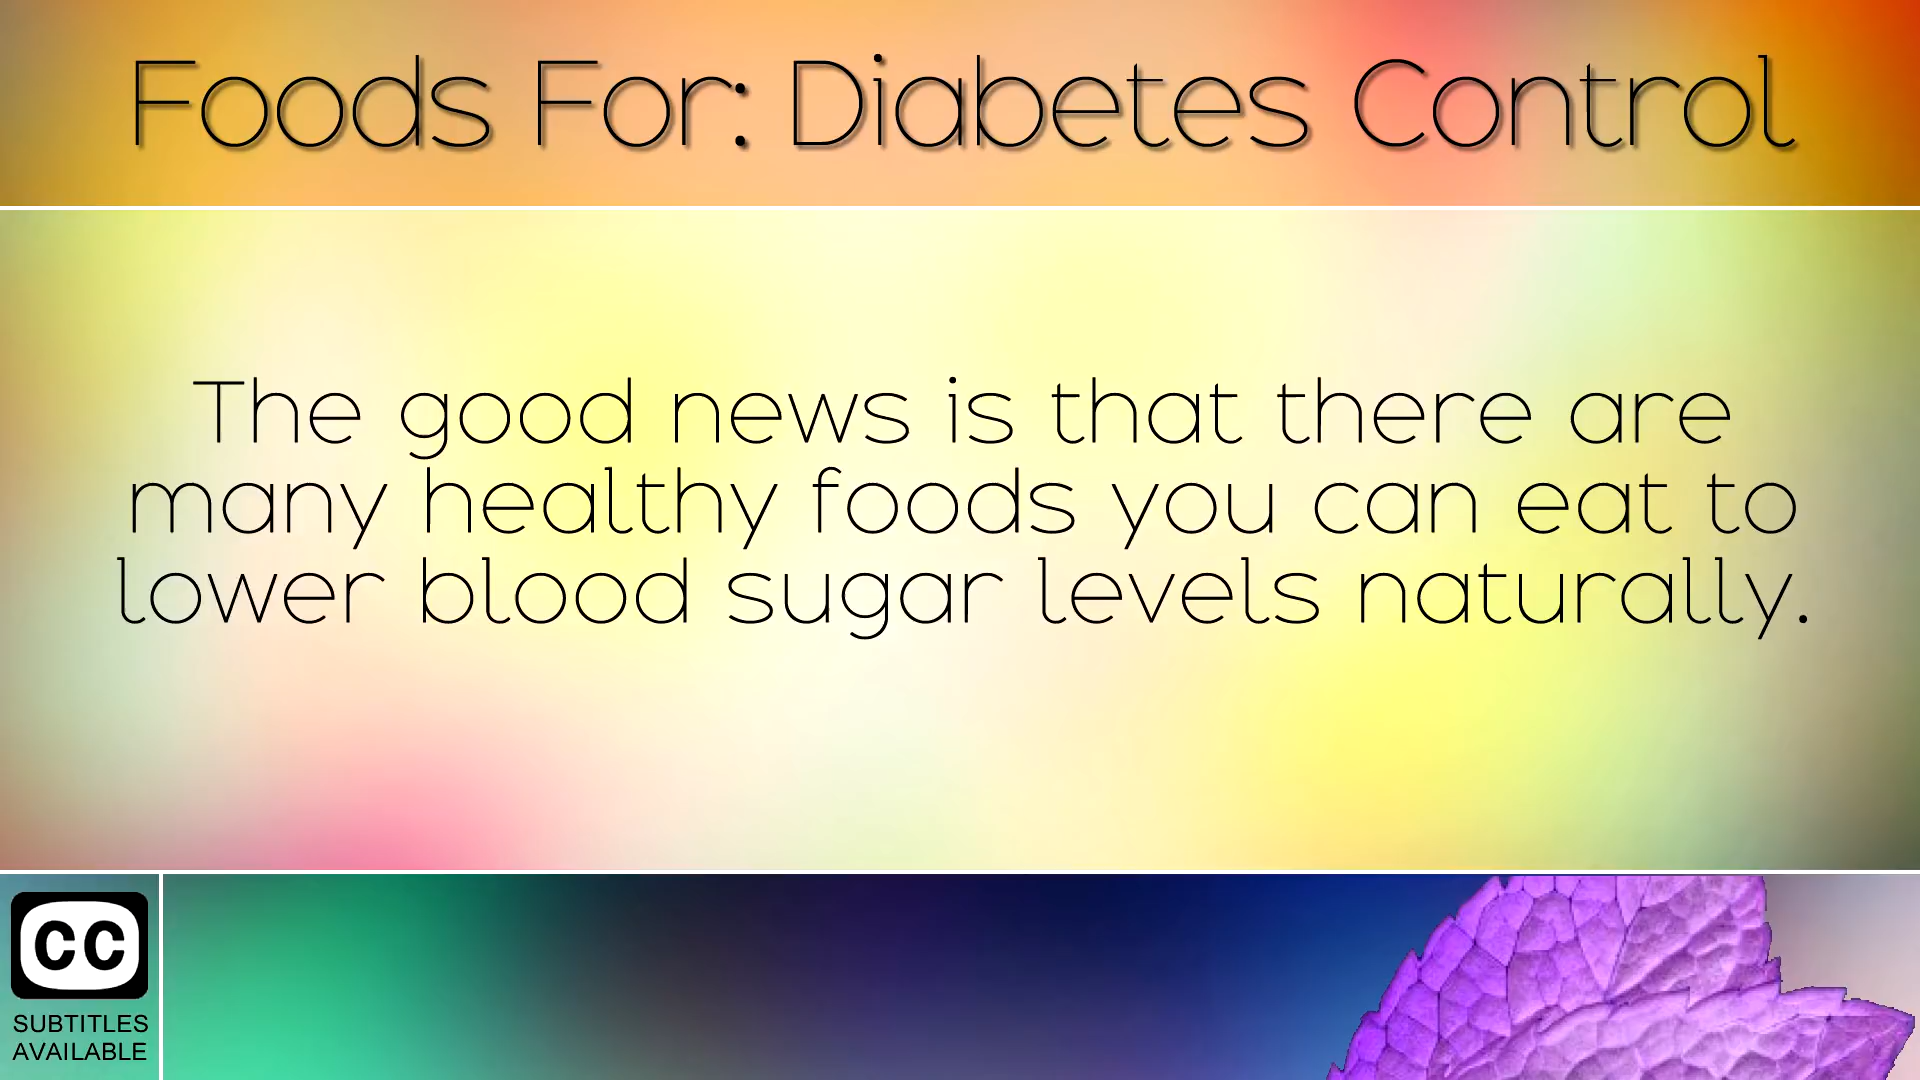 Foods For: Diabetes Control
The good news is that there are
many healthy foods you can eat to
lower blood sugar levels naturally.
CC
SUBTITLES
AVAILABLE